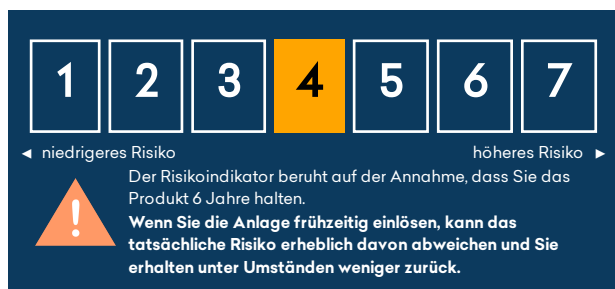 1 2 3 4 5 6 7
◄ niedrigeres Risiko höheres Risiko ►
Der Risikoindikator beruht auf der Annahme, dass Sie das
Produkt 6 Jahre halten.
Wenn Sie die Anlage frühzeitig einlösen, kann das
tatsächliche Risiko erheblich davon abweichen und Sie
erhalten unter Umständen weniger zurück.
!